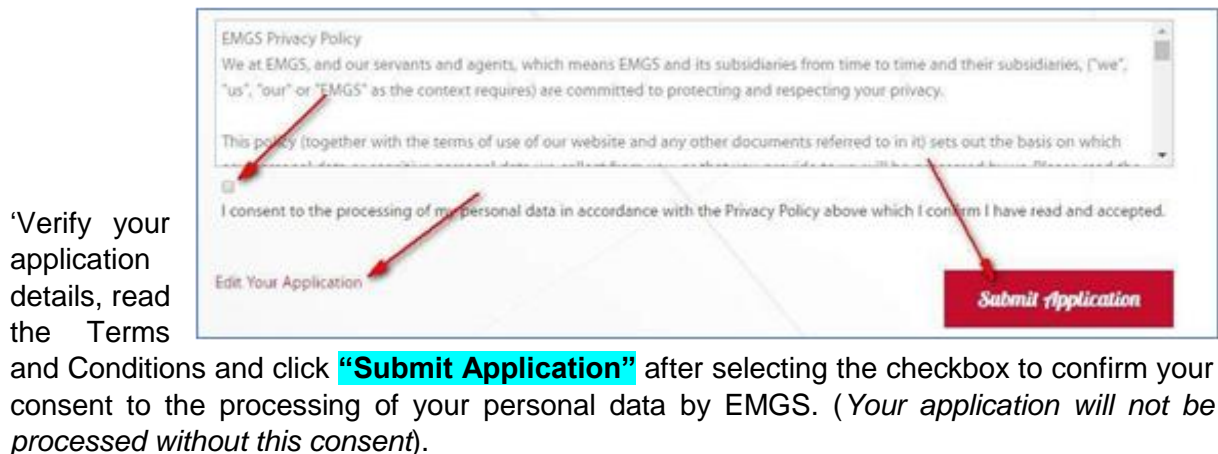 EMGS Privacy Policy
We at EMGS, and our servants and agents, which means EMGS and its subsidiaries from time to time and their subsidiaries, ("we",
"us", "our" or "EMGS" as the context requires) are committed to protecting and respecting your privacy.
This policy (together with the terms of use of our website and any other documents referred to in it) sets out the basis on which
I consent to the processing of my personal data in accordance with the Privacy Policy above which I confirm I have read and accepted.
Edit Your Application
Submit Application
‘Verify your
application
details, read
the Terms
and Conditions and click “Submit Application” after selecting the checkbox to confirm your
consent to the processing of your personal data by EMGS. (Your application will not be
processed without this consent).